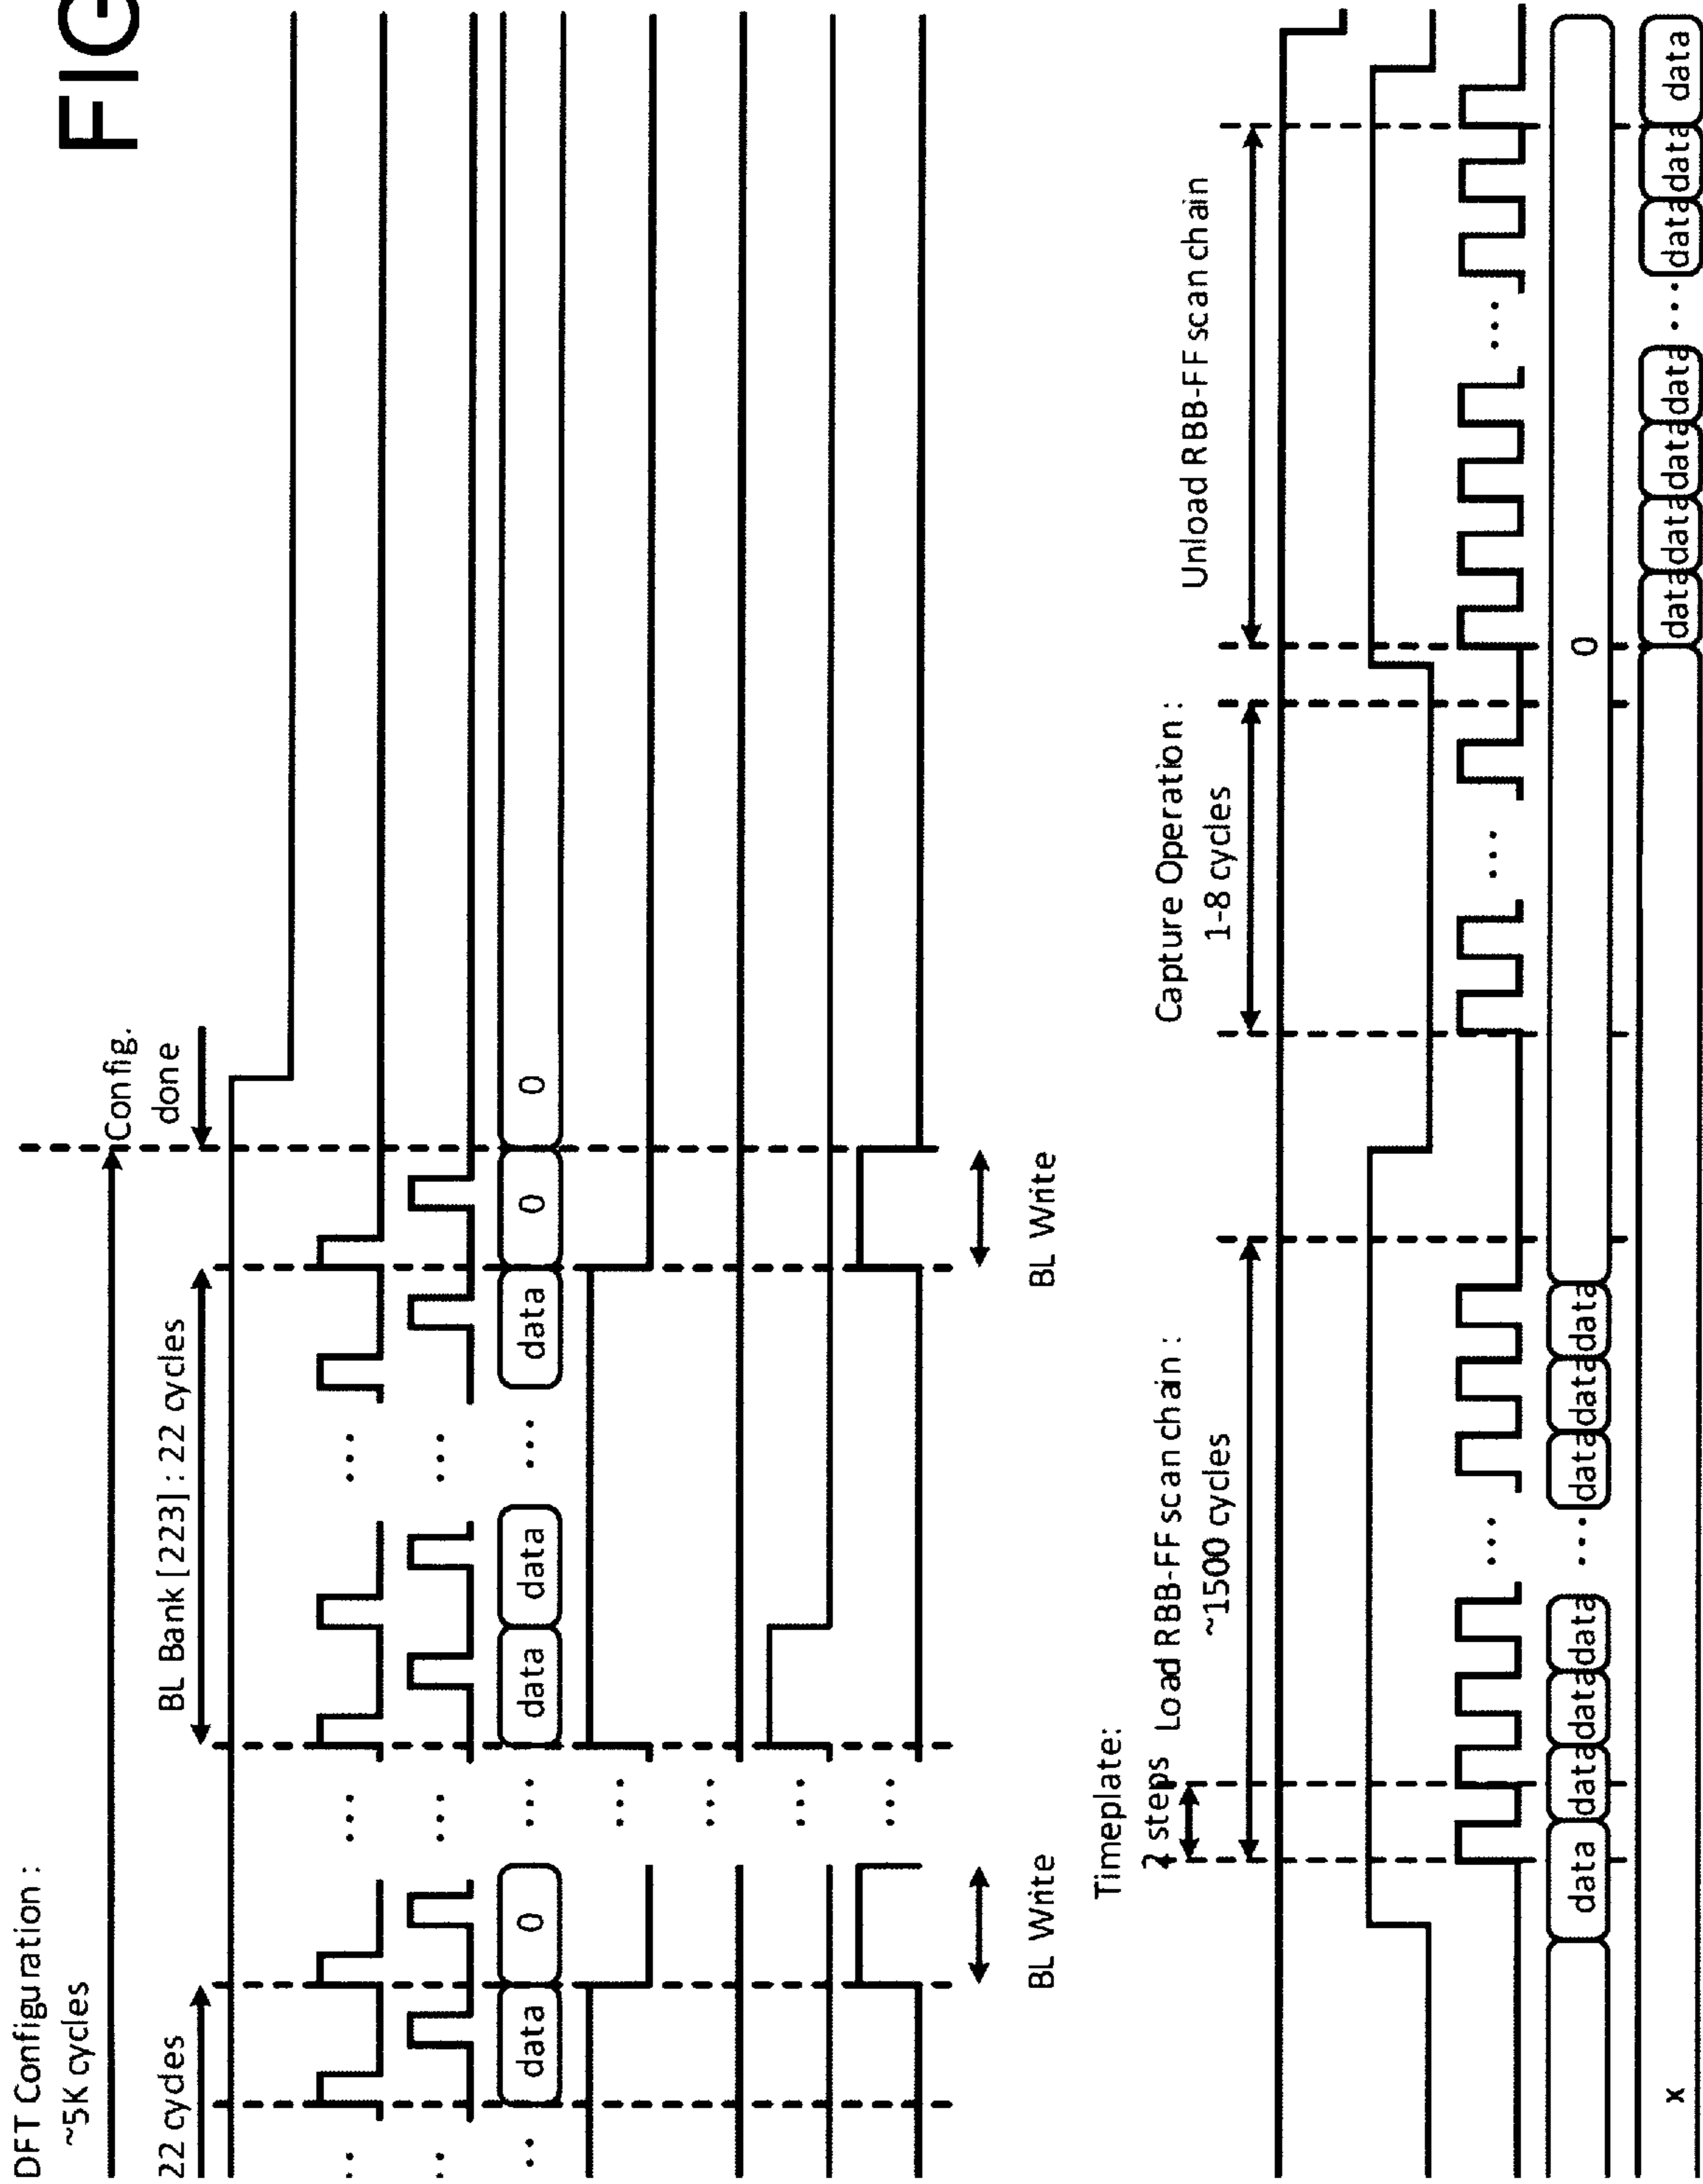 FIG
DFT Configuration :
~5K cycles
Config.
done
22 cycles
BL Bank [223] : 22 cycles
... ... ...
... ... ...
data 0 ... data data ... data 0 0
...
...
...
...
BL Write
BL Write
Timeplate:
2 steps
Load RBB-FF scan chain :
~1500 cycles
Capture Operation :
1-8 cycles
Unload RBB-FF scan chain
... ... ...
data data data data ... data data data 0
x data data data data ... data data data